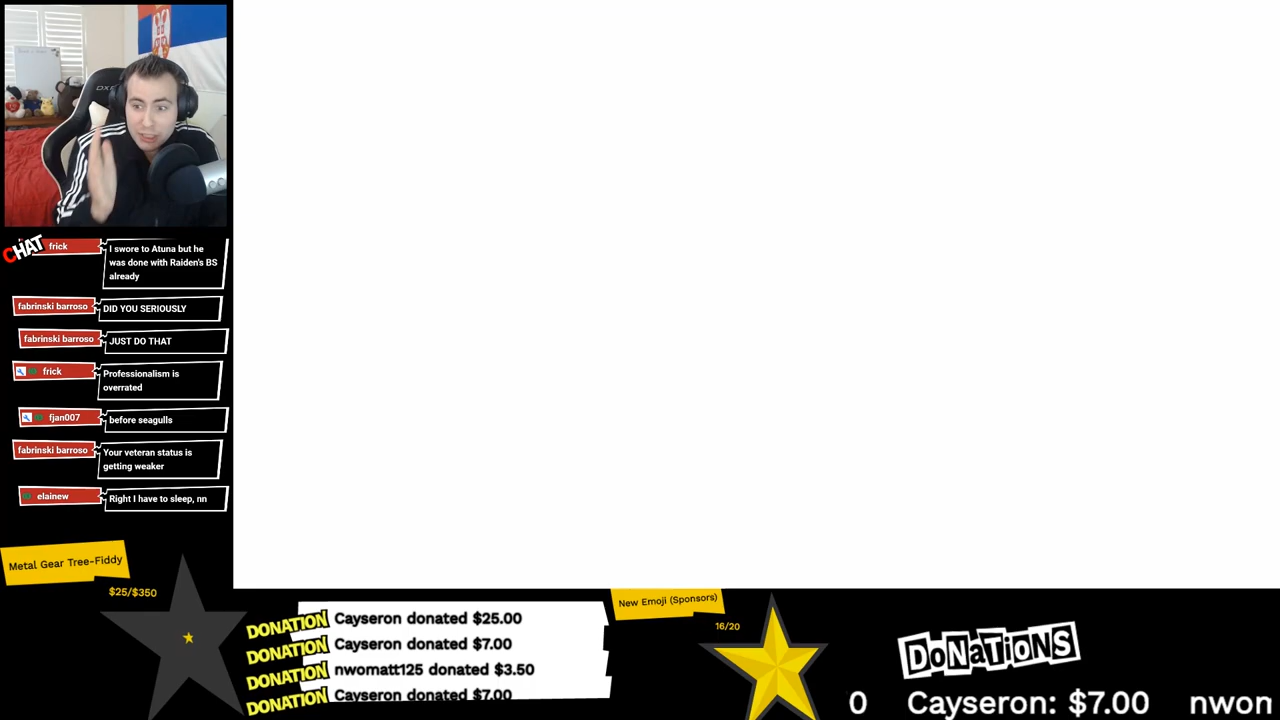 CHAT
frick
I swore to Atuna but he
was done with Raiden's BS
already
fabrinski barroso
DID YOU SERIOUSLY
fabrinski barroso
JUST DO THAT
frick
Professionalism is
overrated
fjan007
before seagulls
fabrinski barroso
Your veteran status is
getting weaker
elainew
Right I have to sleep, nn
Metal Gear Tree-Fiddy
$25/$350
DONATION Cayseron donated $25.00
DONATION Cayseron donated $7.00
DONATION nwomatt125 donated $3.50
DONATION Cayseron donated $7.00
New Emoji (Sponsors)
16/20
DONATIONS
0 Cayseron: $7.00 nwon